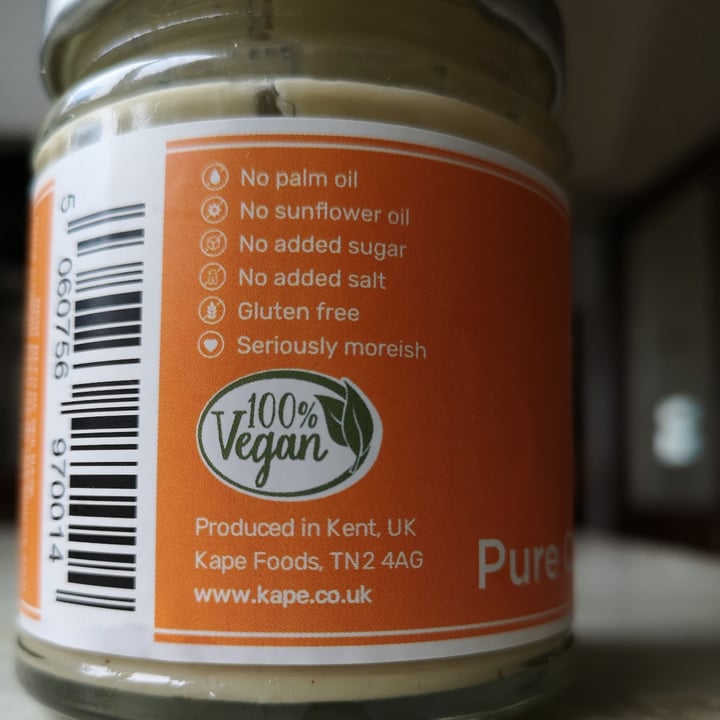 No palm oil
No sunflower oil
No added sugar
No added salt
Gluten free
Seriously moreish
100%
Vegan
Produced in Kent, UK
Kape Foods, TN2 4AG
www.kape.co.uk
Pure
5 060756 970014